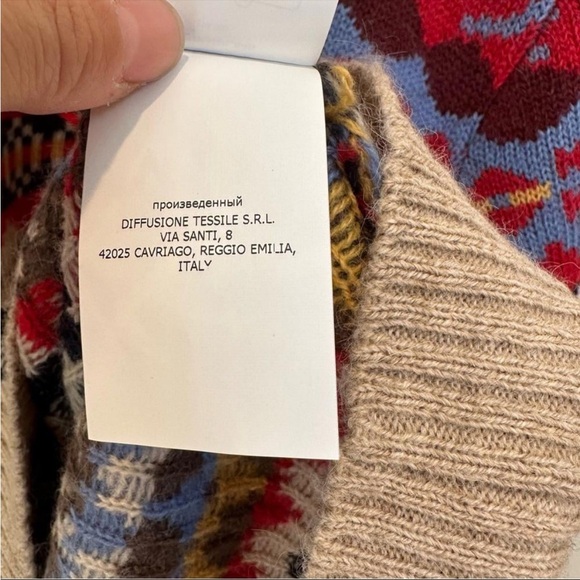 произведенный
DIFFUSIONE TESSILE S.R.L.
VIA SANTI, 8
42025 CAVRIAGO, REGGIO EMILIA,
ITALY